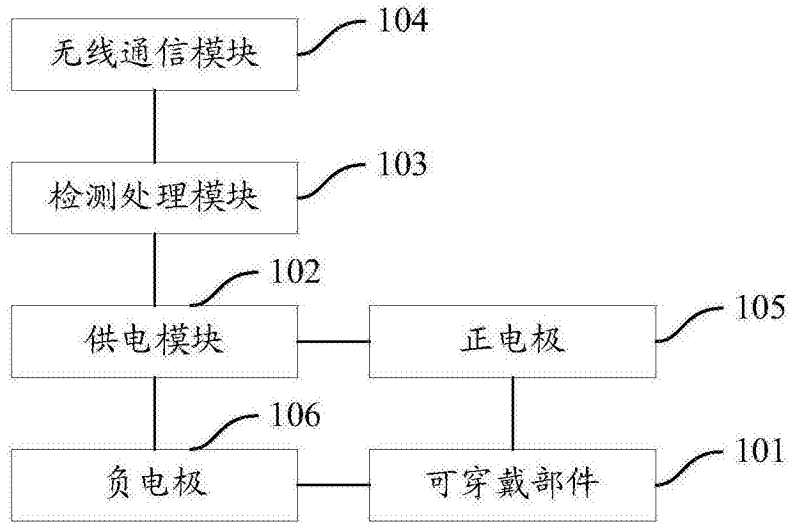 无线通信模块
104
检测处理模块
103
102
供电模块
正电极
105
106
负电极
可穿戴部件
101